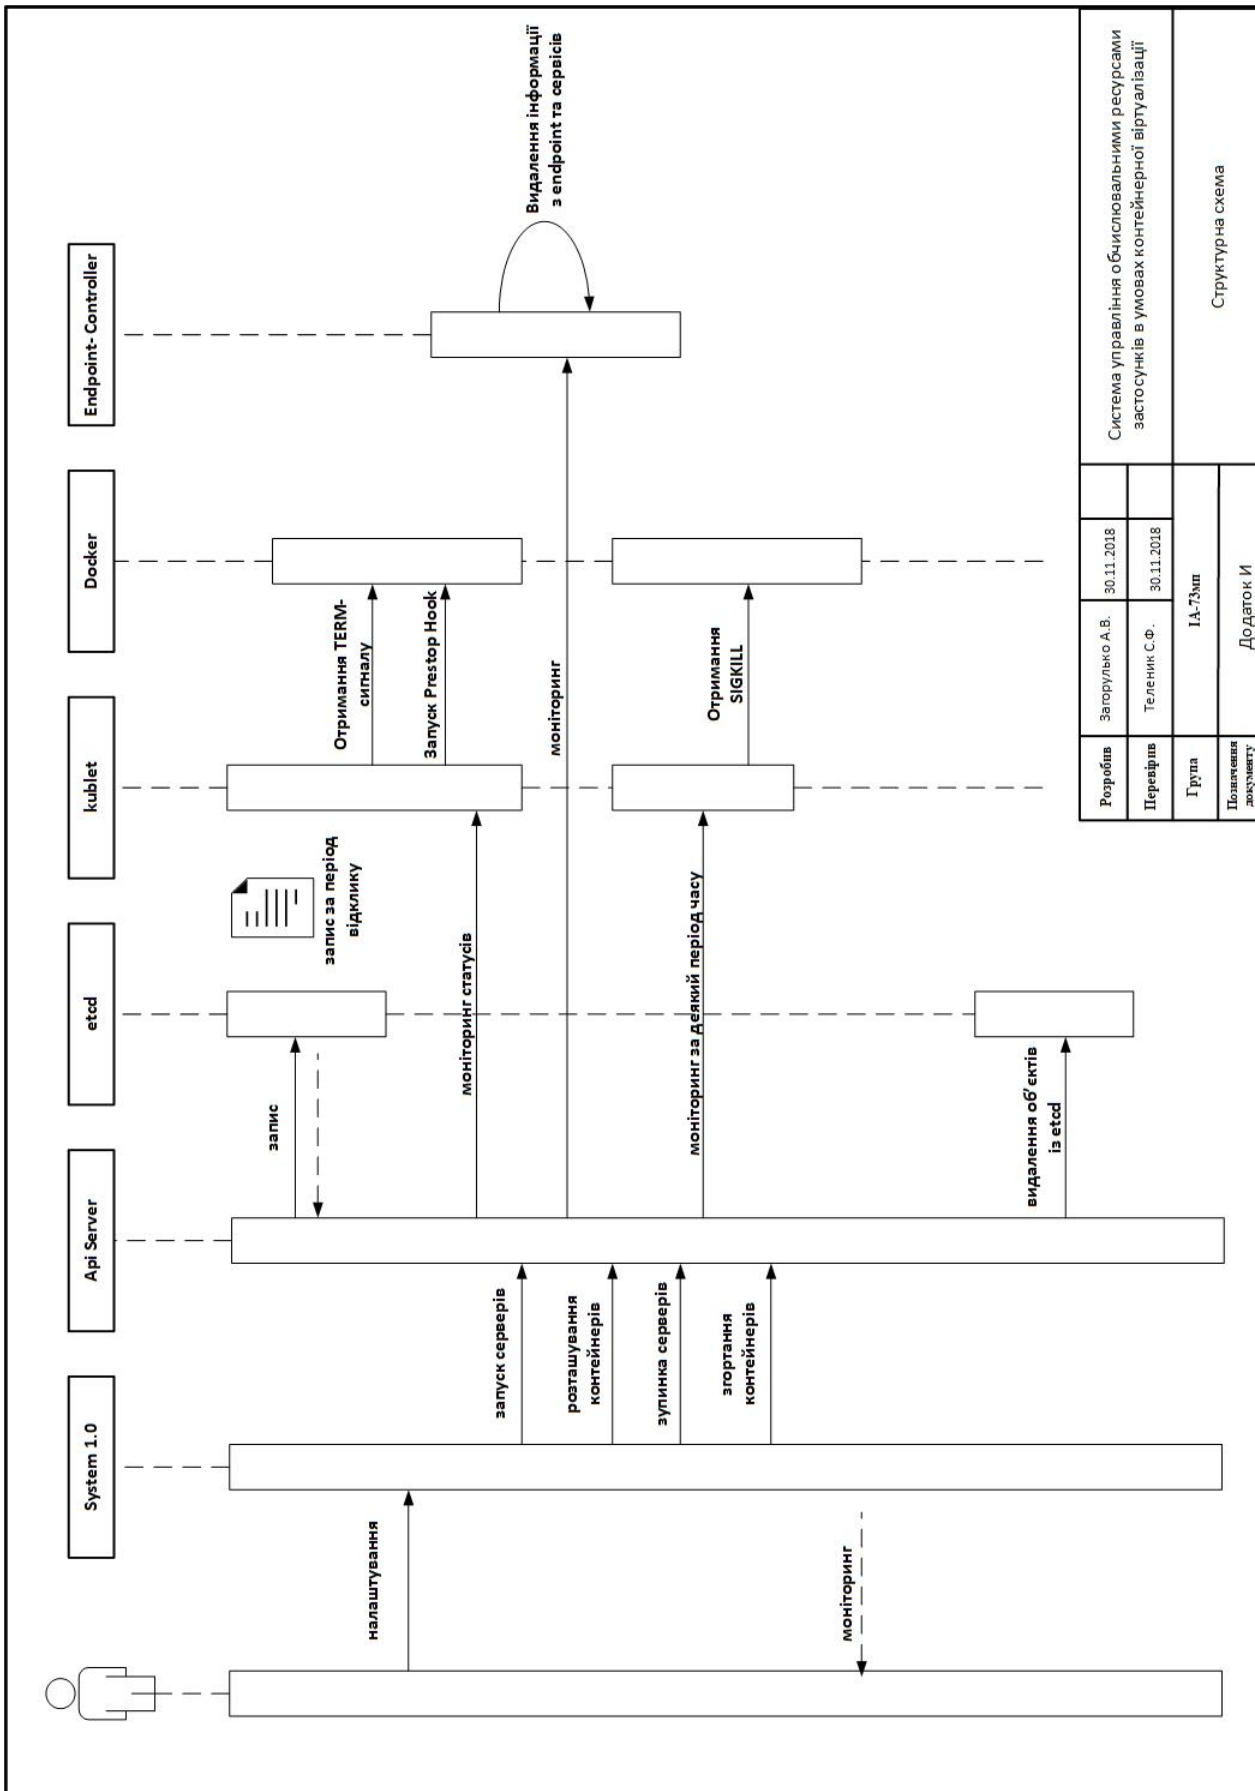 System 1.0
Api Server
etcd
kublet
Docker
Endpoint- Controller
налаштування
моніторинг
запуск серверів
розташування
контейнерів
зупинка серверів
згортання
контейнерів
запис
запис за період
відклику
моніторинг статусів
Отримання TERM-
сигналу
Запуск Prestop Hook
моніторинг
Видалення інформації
з endpoint та сервісів
моніторинг за деякий період часу
Отримання
SIGKILL
видалення об'єктів
із etcd
Розробив
Загорулько А.В.
30.11.2018
Система управління обчислювальними ресурсами
застосунків в умовах контейнерної віртуалізації
Перевірив
Теленик С.Ф.
30.11.2018
Група
ІА-73мп
Структурна схема
Позначення
документу
Додаток И